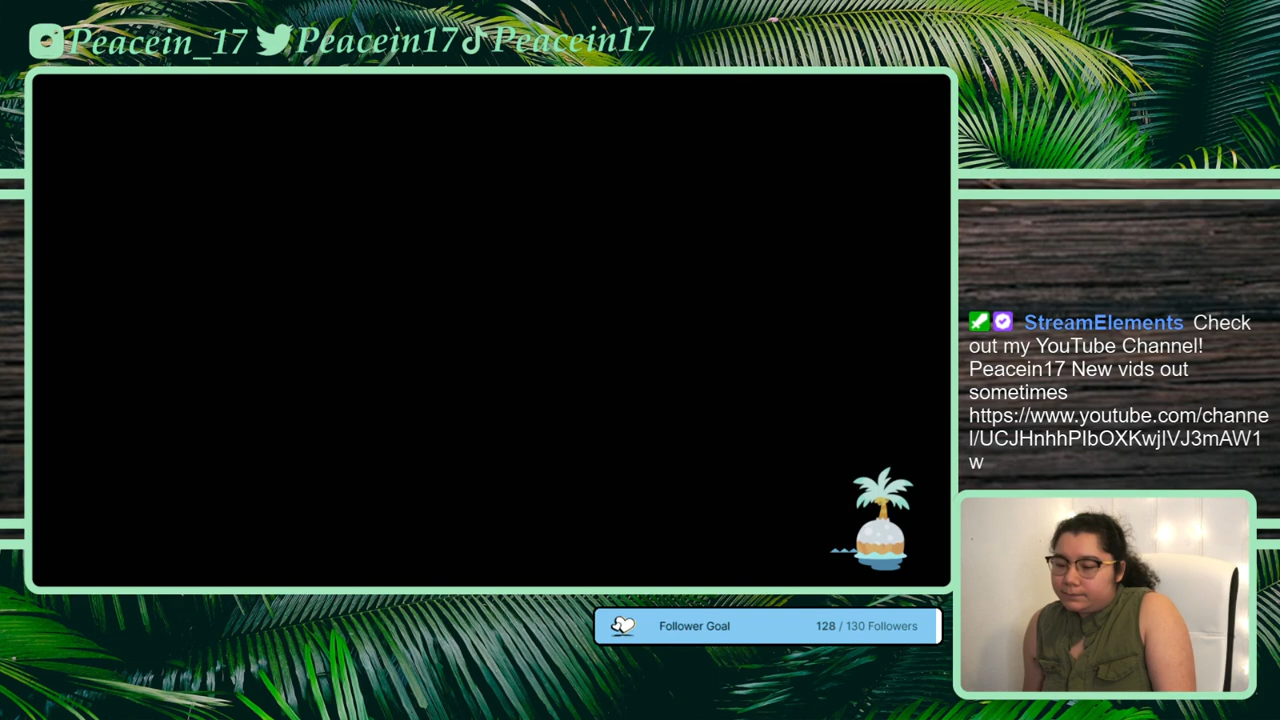 Peacein_17 Peacein17 Peacein17
StreamElements Check
out my YouTube Channel!
Peacein17 New vids out
sometimes
https://www.youtube.com/channe
l/UCJHnhhPIbOXKwjIVJ3mAW1
w
Follower Goal 128 / 130 Followers